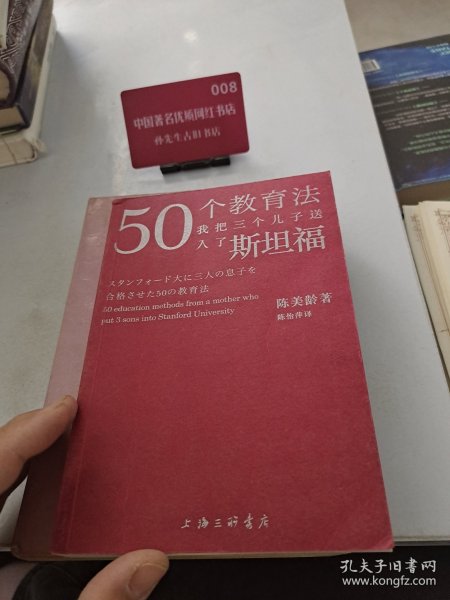 008
中国著名优质网红书店
孙先生古旧书店
50个教育法
我把三个儿子送
入了斯坦福
スタンフォード大に三人の息子を
合格させた50の教育法
50 education methods from a mother who
put 3 sons into Stanford University
陈美龄著
陈怡萍译
上海三联书店
孔夫子旧书网
www.kongfz.com